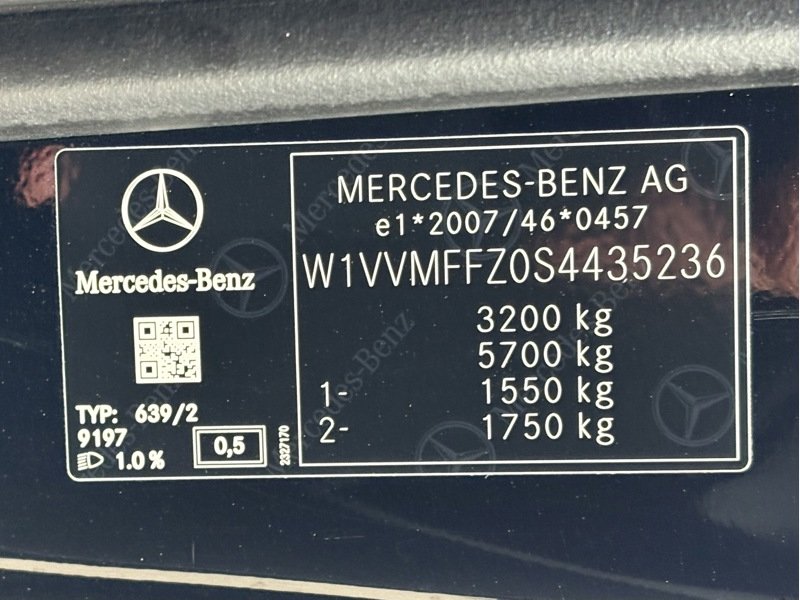 MERCEDES-BENZ AG
e1*2007/46*0457
W1VVMFFZ0S4435236
3200 kg
5700 kg
1- 1550 kg
2- 1750 kg
Mercedes-Benz
TYP: 639/2
9197
1.0 %
0,5
2327170